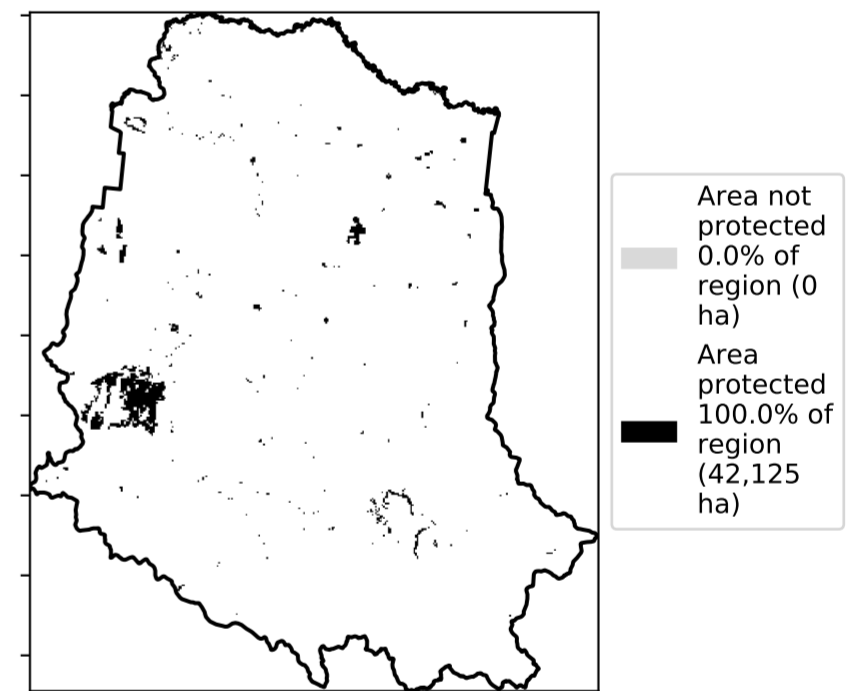 Area not
protected
0.0% of
region (0
ha)
Area
protected
100.0% of
region
(42,125
ha)